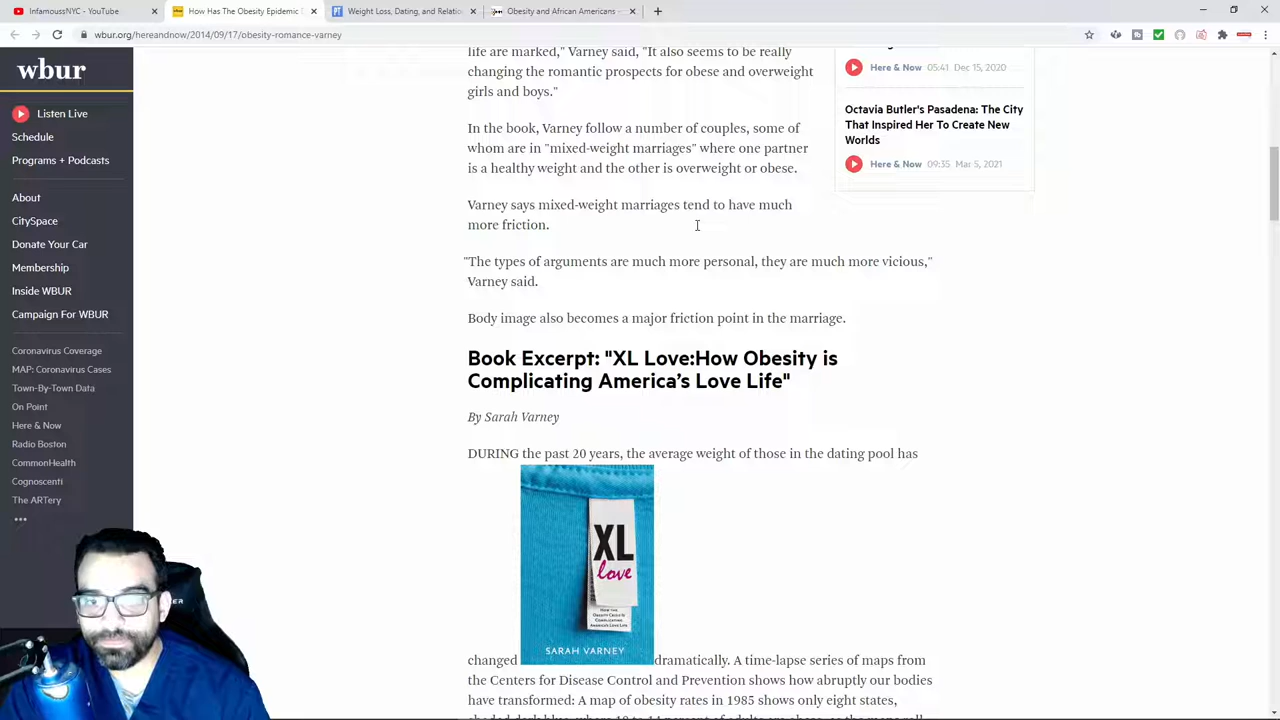 InfamousNYC - YouTube
How Has The Obesity Epidemic
Weight Loss, Dating, and Relatio
Obesity and African Americans -
wbur.org/hereandnow/2014/09/17/obesity-romance-varney
wbur
Listen Live
Schedule
Programs + Podcasts
About
CitySpace
Donate Your Car
Membership
Inside WBUR
Campaign For WBUR
Coronavirus Coverage
MAP: Coronavirus Cases
Town-By-Town Data
On Point
Here & Now
Radio Boston
CommonHealth
Cognoscenti
The ARTery
life are marked," Varney said, "It also seems to be really
changing the romantic prospects for obese and overweight
girls and boys."
In the book, Varney follow a number of couples, some of
whom are in "mixed-weight marriages" where one partner
is a healthy weight and the other is overweight or obese.
Varney says mixed-weight marriages tend to have much
more friction.
"The types of arguments are much more personal, they are much more vicious,"
Varney said.
Body image also becomes a major friction point in the marriage.
Book Excerpt: "XL Love:How Obesity is
Complicating America's Love Life"
By Sarah Varney
DURING the past 20 years, the average weight of those in the dating pool has
XL
love
HOW THE
OBESITY CRISIS IS
COMPLICATING
AMERICA'S LOVE LIFE
SARAH VARNEY
changed dramatically. A time-lapse series of maps from
the Centers for Disease Control and Prevention shows how abruptly our bodies
have transformed: A map of obesity rates in 1985 shows only eight states,
Here & Now 05:41 Dec 15, 2020
Octavia Butler's Pasadena: The City
That Inspired Her To Create New
Worlds
Here & Now 09:35 Mar 5, 2021